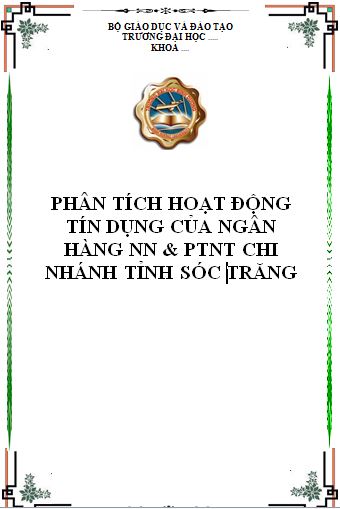 BỘ GIÁO DỤC VÀ ĐÀO TẠO
TRƯỜNG ĐẠI HỌC ....
KHOA ...
PHÂN TÍCH HOẠT ĐỘNG
TÍN DỤNG CỦA NGÂN
HÀNG NN & PTNT CHI
NHÁNH TỈNH SÓC TRĂNG